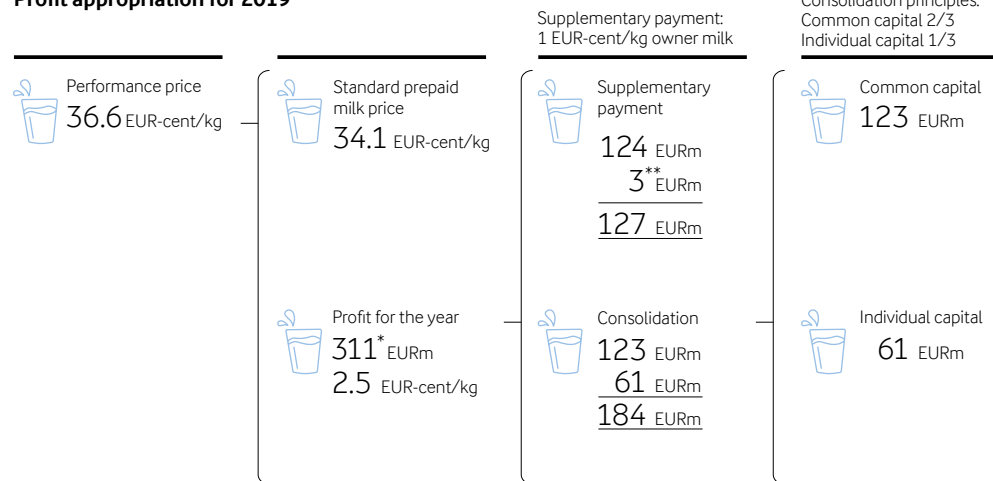 Profit appropriation for 2019
Supplementary payment:
1 EUR-cent/kg owner milk
Consolidation principles:
Common capital 2/3
Individual capital 1/3
Performance price
36.6 EUR-cent/kg
Standard prepaid
milk price
34.1 EUR-cent/kg
Supplementary
payment
124 EURm
3** EURm
127 EURm
Common capital
123 EURm
Profit for the year
311* EURm
2.5 EUR-cent/kg
Consolidation
123 EURm
61 EURm
184 EURm
Individual capital
61 EURm